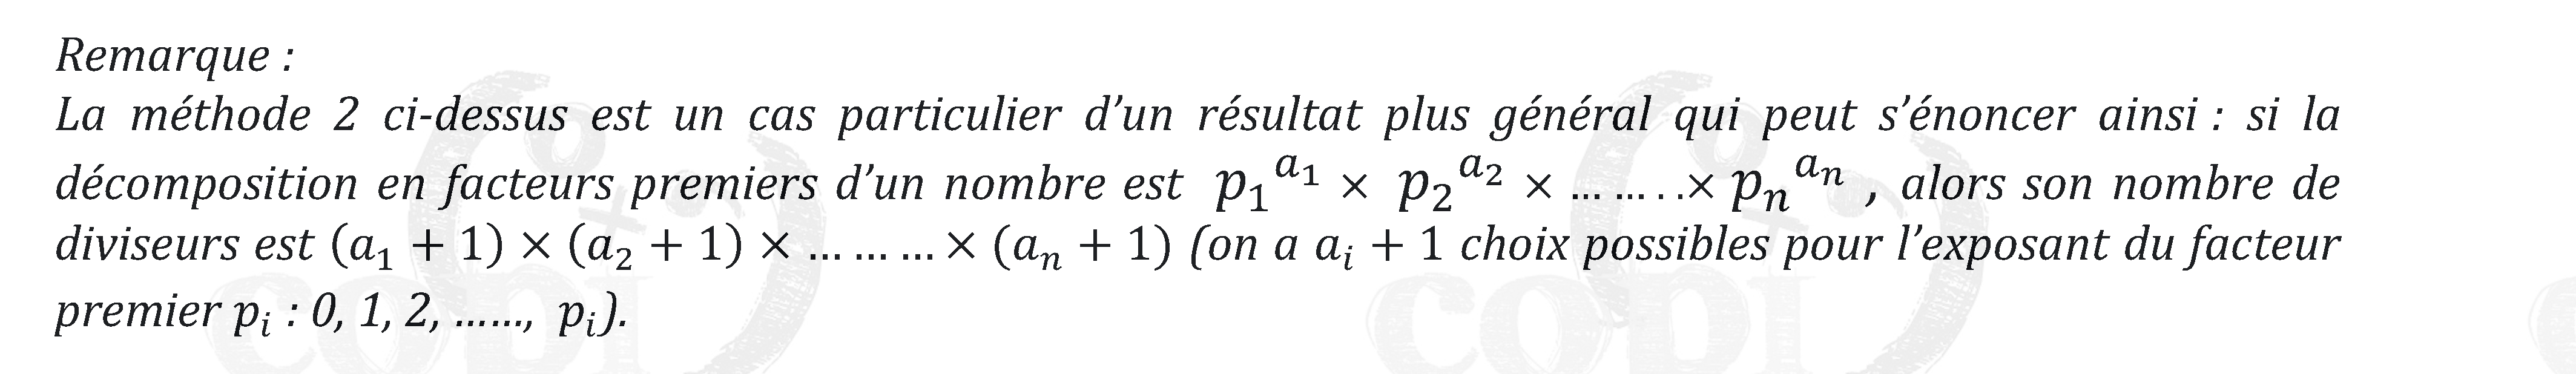 Remarque :
La méthode 2 ci-dessus est un cas particulier d’un résultat plus général qui peut s’énoncer ainsi : si la
décomposition en facteurs premiers d’un nombre est p₁^a₁ × p₂^a₂ × … … . .× pₙ^aₙ , alors son nombre de
diviseurs est (a₁ + 1) × (a₂ + 1) × … … … × (aₙ + 1) (on a aᵢ + 1 choix possibles pour l’exposant du facteur
premier pᵢ : 0, 1, 2, ……, pᵢ).
copi
copi